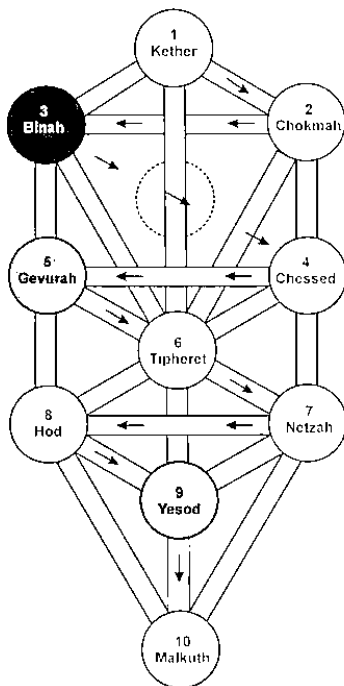 1
Kether
2
Chokmah
3
Binah
4
Chessed
5
Gevurah
6
Tipheret
7
Netzah
8
Hod
9
Yesod
10
Malkuth